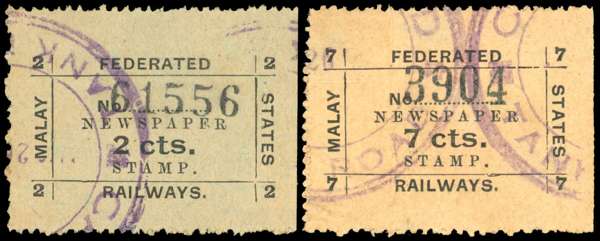 2 FEDERATED 2
MALAY
No. 61556
NEWSPAPER
2 cts.
STAMP.
STATES
2 RAILWAYS. 2
7 FEDERATED 7
MALAY
No. 3904
NEWSPAPER
7 cts.
STAMP.
STATES
7 RAILWAYS. 7